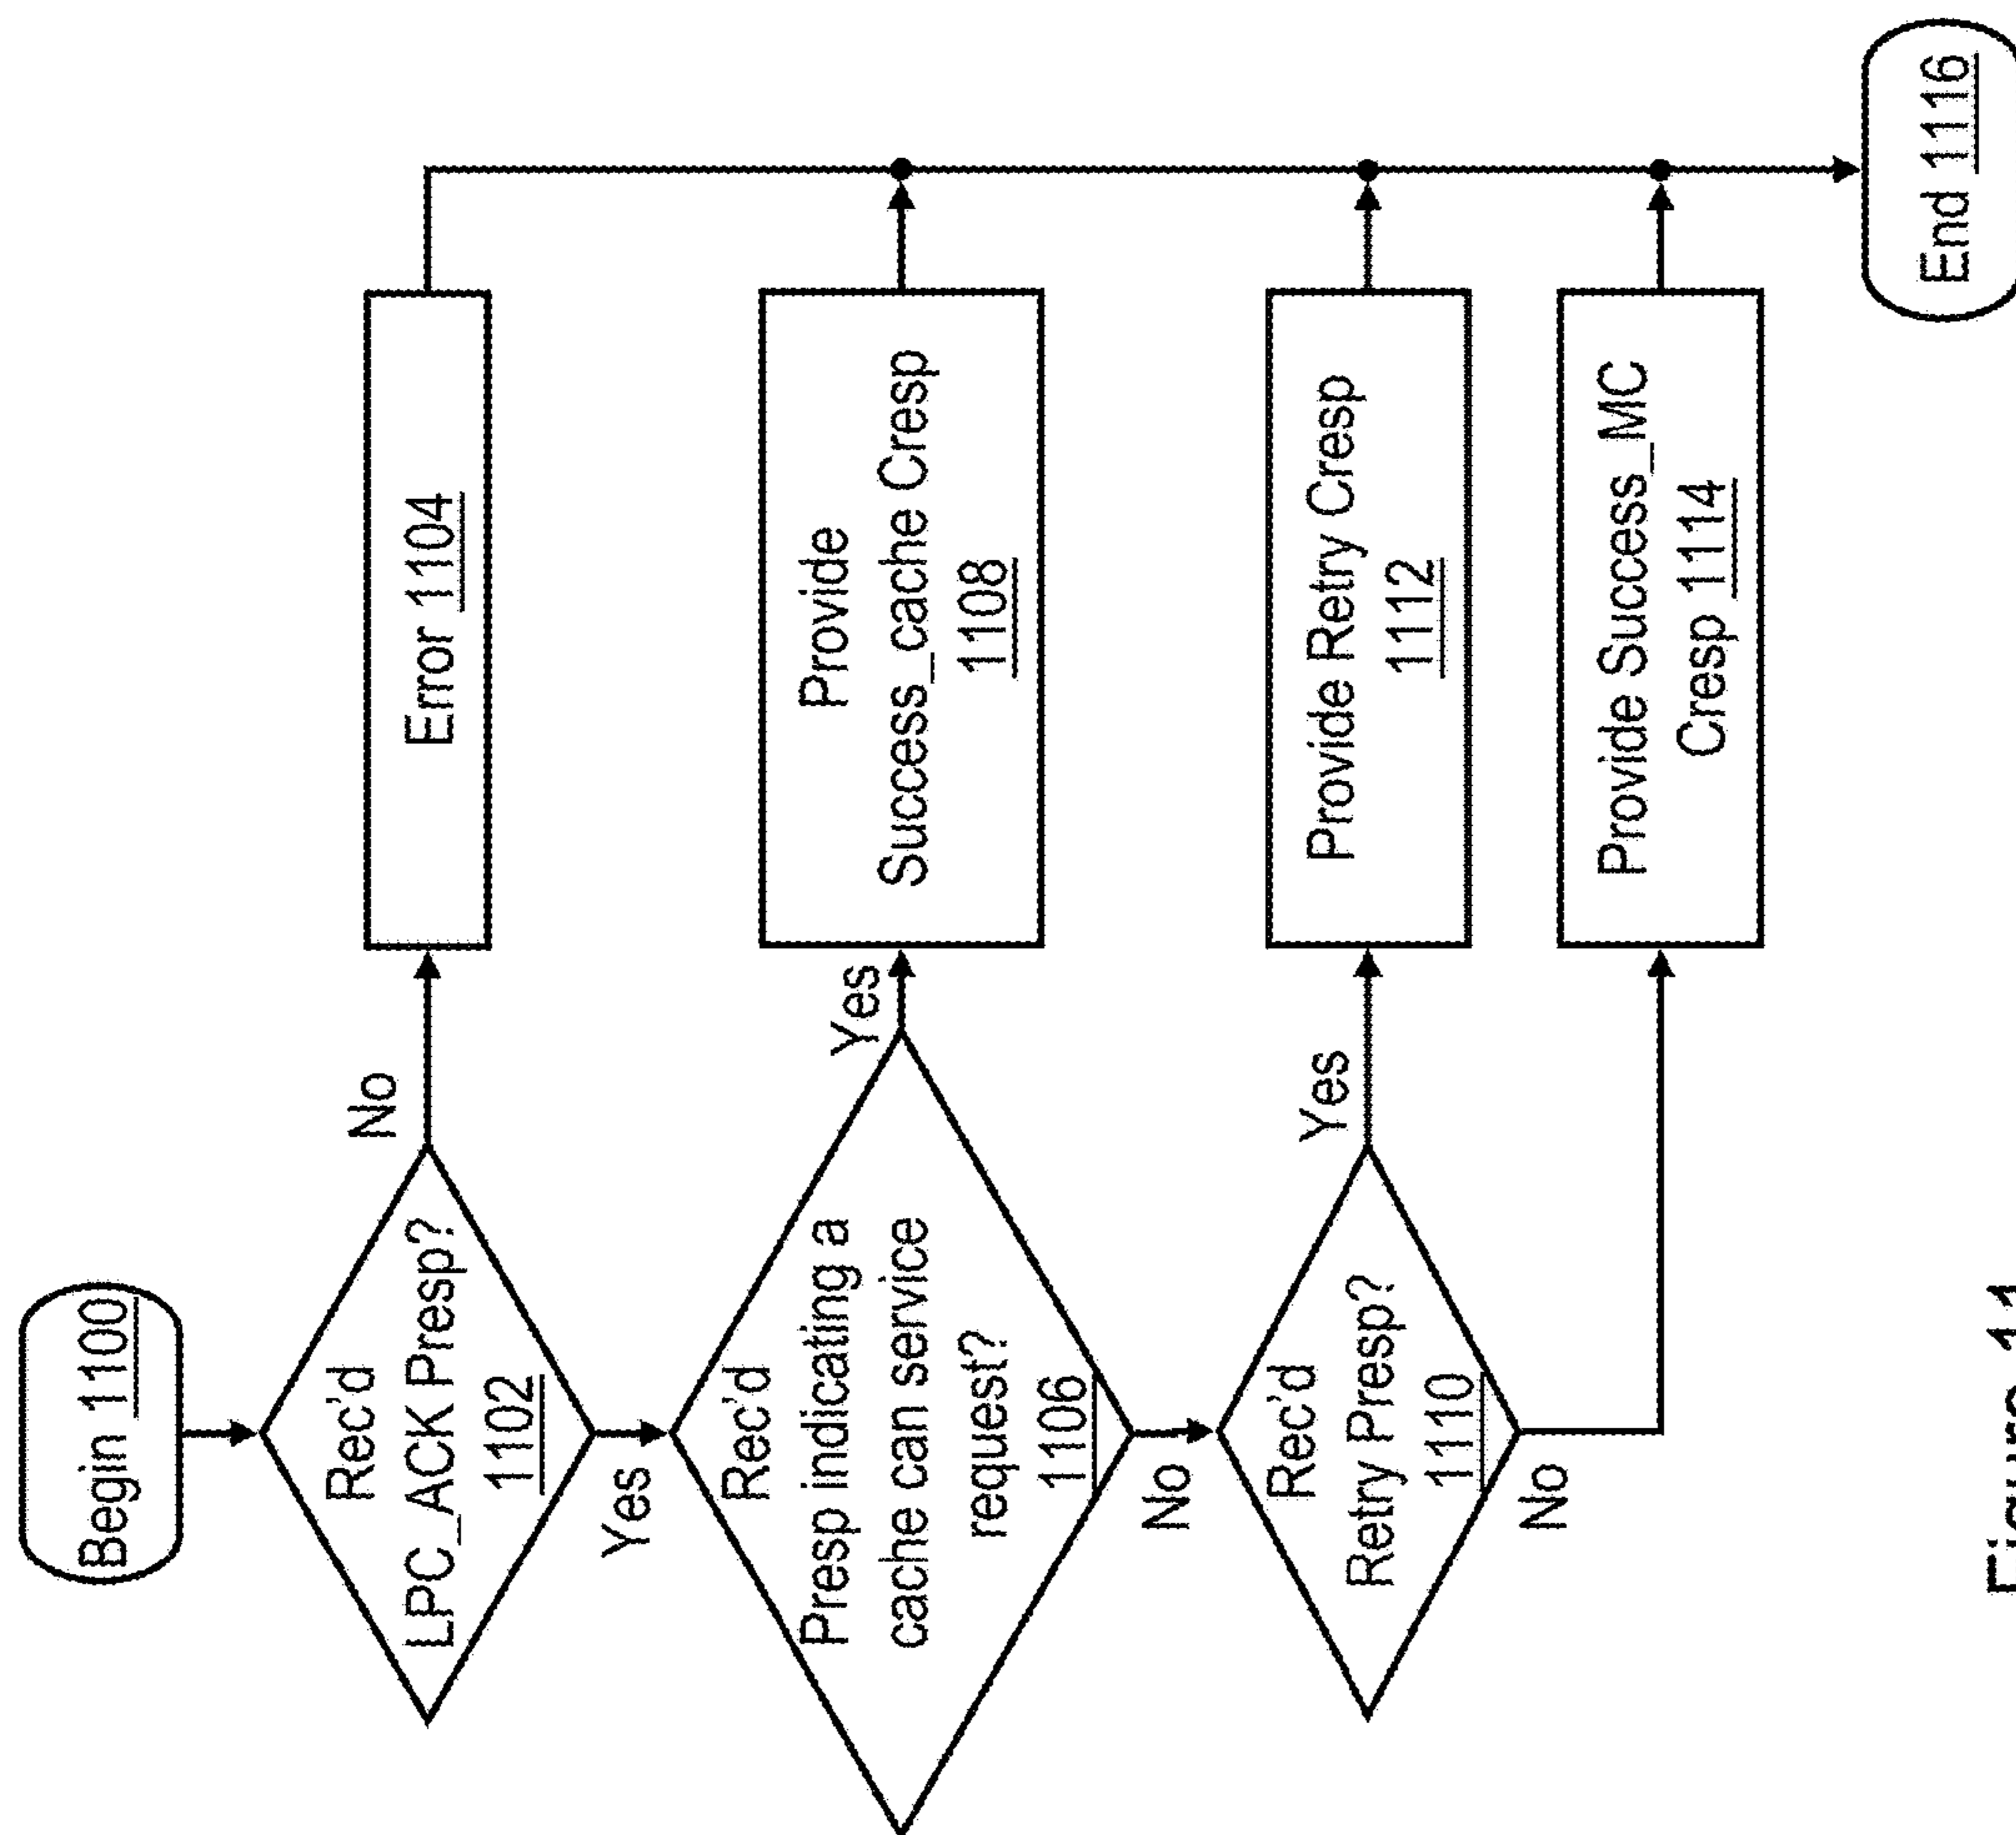 Begin 1100
Rec'd
LPC_ACK Presp?
1102
No
Error 1104
Yes
Rec'd
Presp indicating a
cache can service
request?
1106
Yes
Provide
Success_cache Cresp
1108
No
Rec'd
Retry Presp?
1110
Yes
Provide Retry Cresp
1112
No
Provide Success_MC
Cresp 1114
End 1116
Figure 11